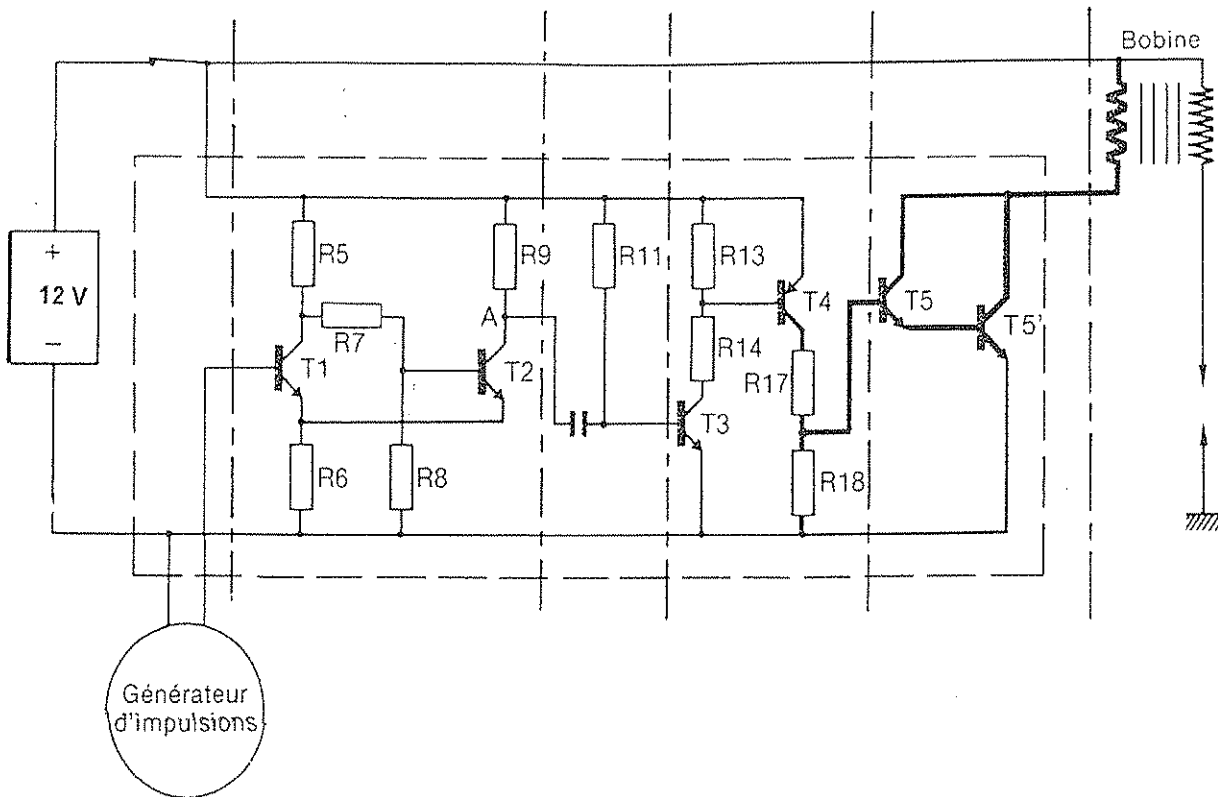 Bobine
+
12 V
−
R5
R9
R11
R13
R7
A
T4
T5
T5'
T1
T2
R14
R17
T3
R6
R8
R18
Générateur
d'impulsions